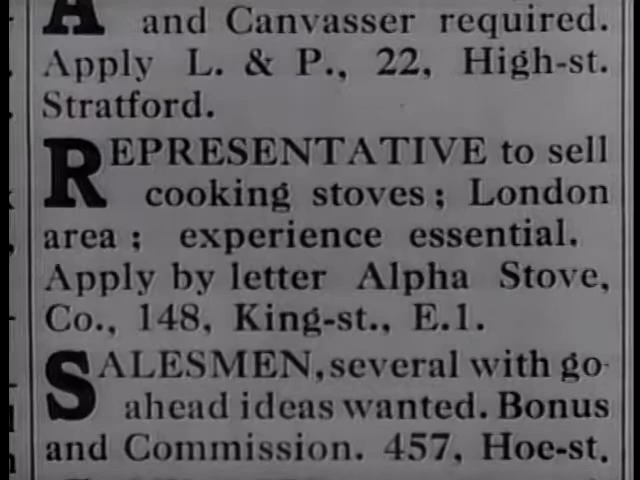 A and Canvasser required.
Apply L. & P., 22, High-st.
Stratford.
REPRESENTATIVE to sell
cooking stoves; London
area; experience essential.
Apply by letter Alpha Stove,
Co., 148, King-st., E.1.
SALESMEN, several with go-
ahead ideas wanted. Bonus
and Commission. 457, Hoe-st.